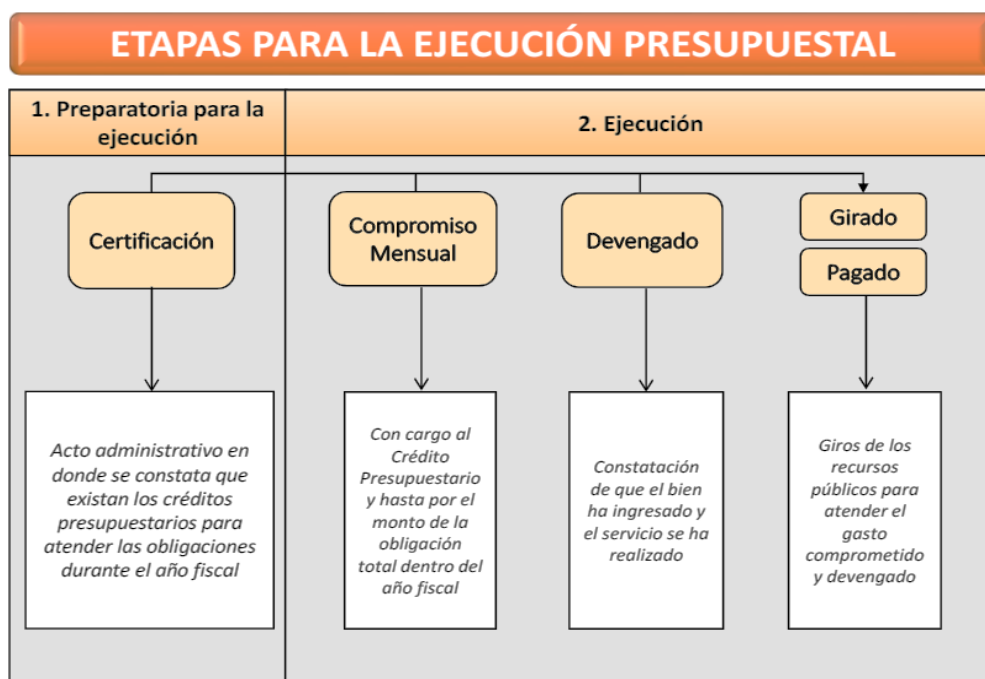 ETAPAS PARA LA EJECUCIÓN PRESUPUESTAL
1. Preparatoria para la
ejecución
2. Ejecución
Certificación
Compromiso
Mensual
Devengado
Girado
Pagado
Acto administrativo en
donde se constata que
existan los créditos
presupuestarios para
atender las obligaciones
durante el año fiscal
Con cargo al
Crédito
Presupuestario
y hasta por el
monto de la
obligación
total dentro del
año fiscal
Constatación
de que el bien
ha ingresado y
el servicio se ha
realizado
Giros de los
recursos
públicos para
atender el
gasto
comprometido
y devengado